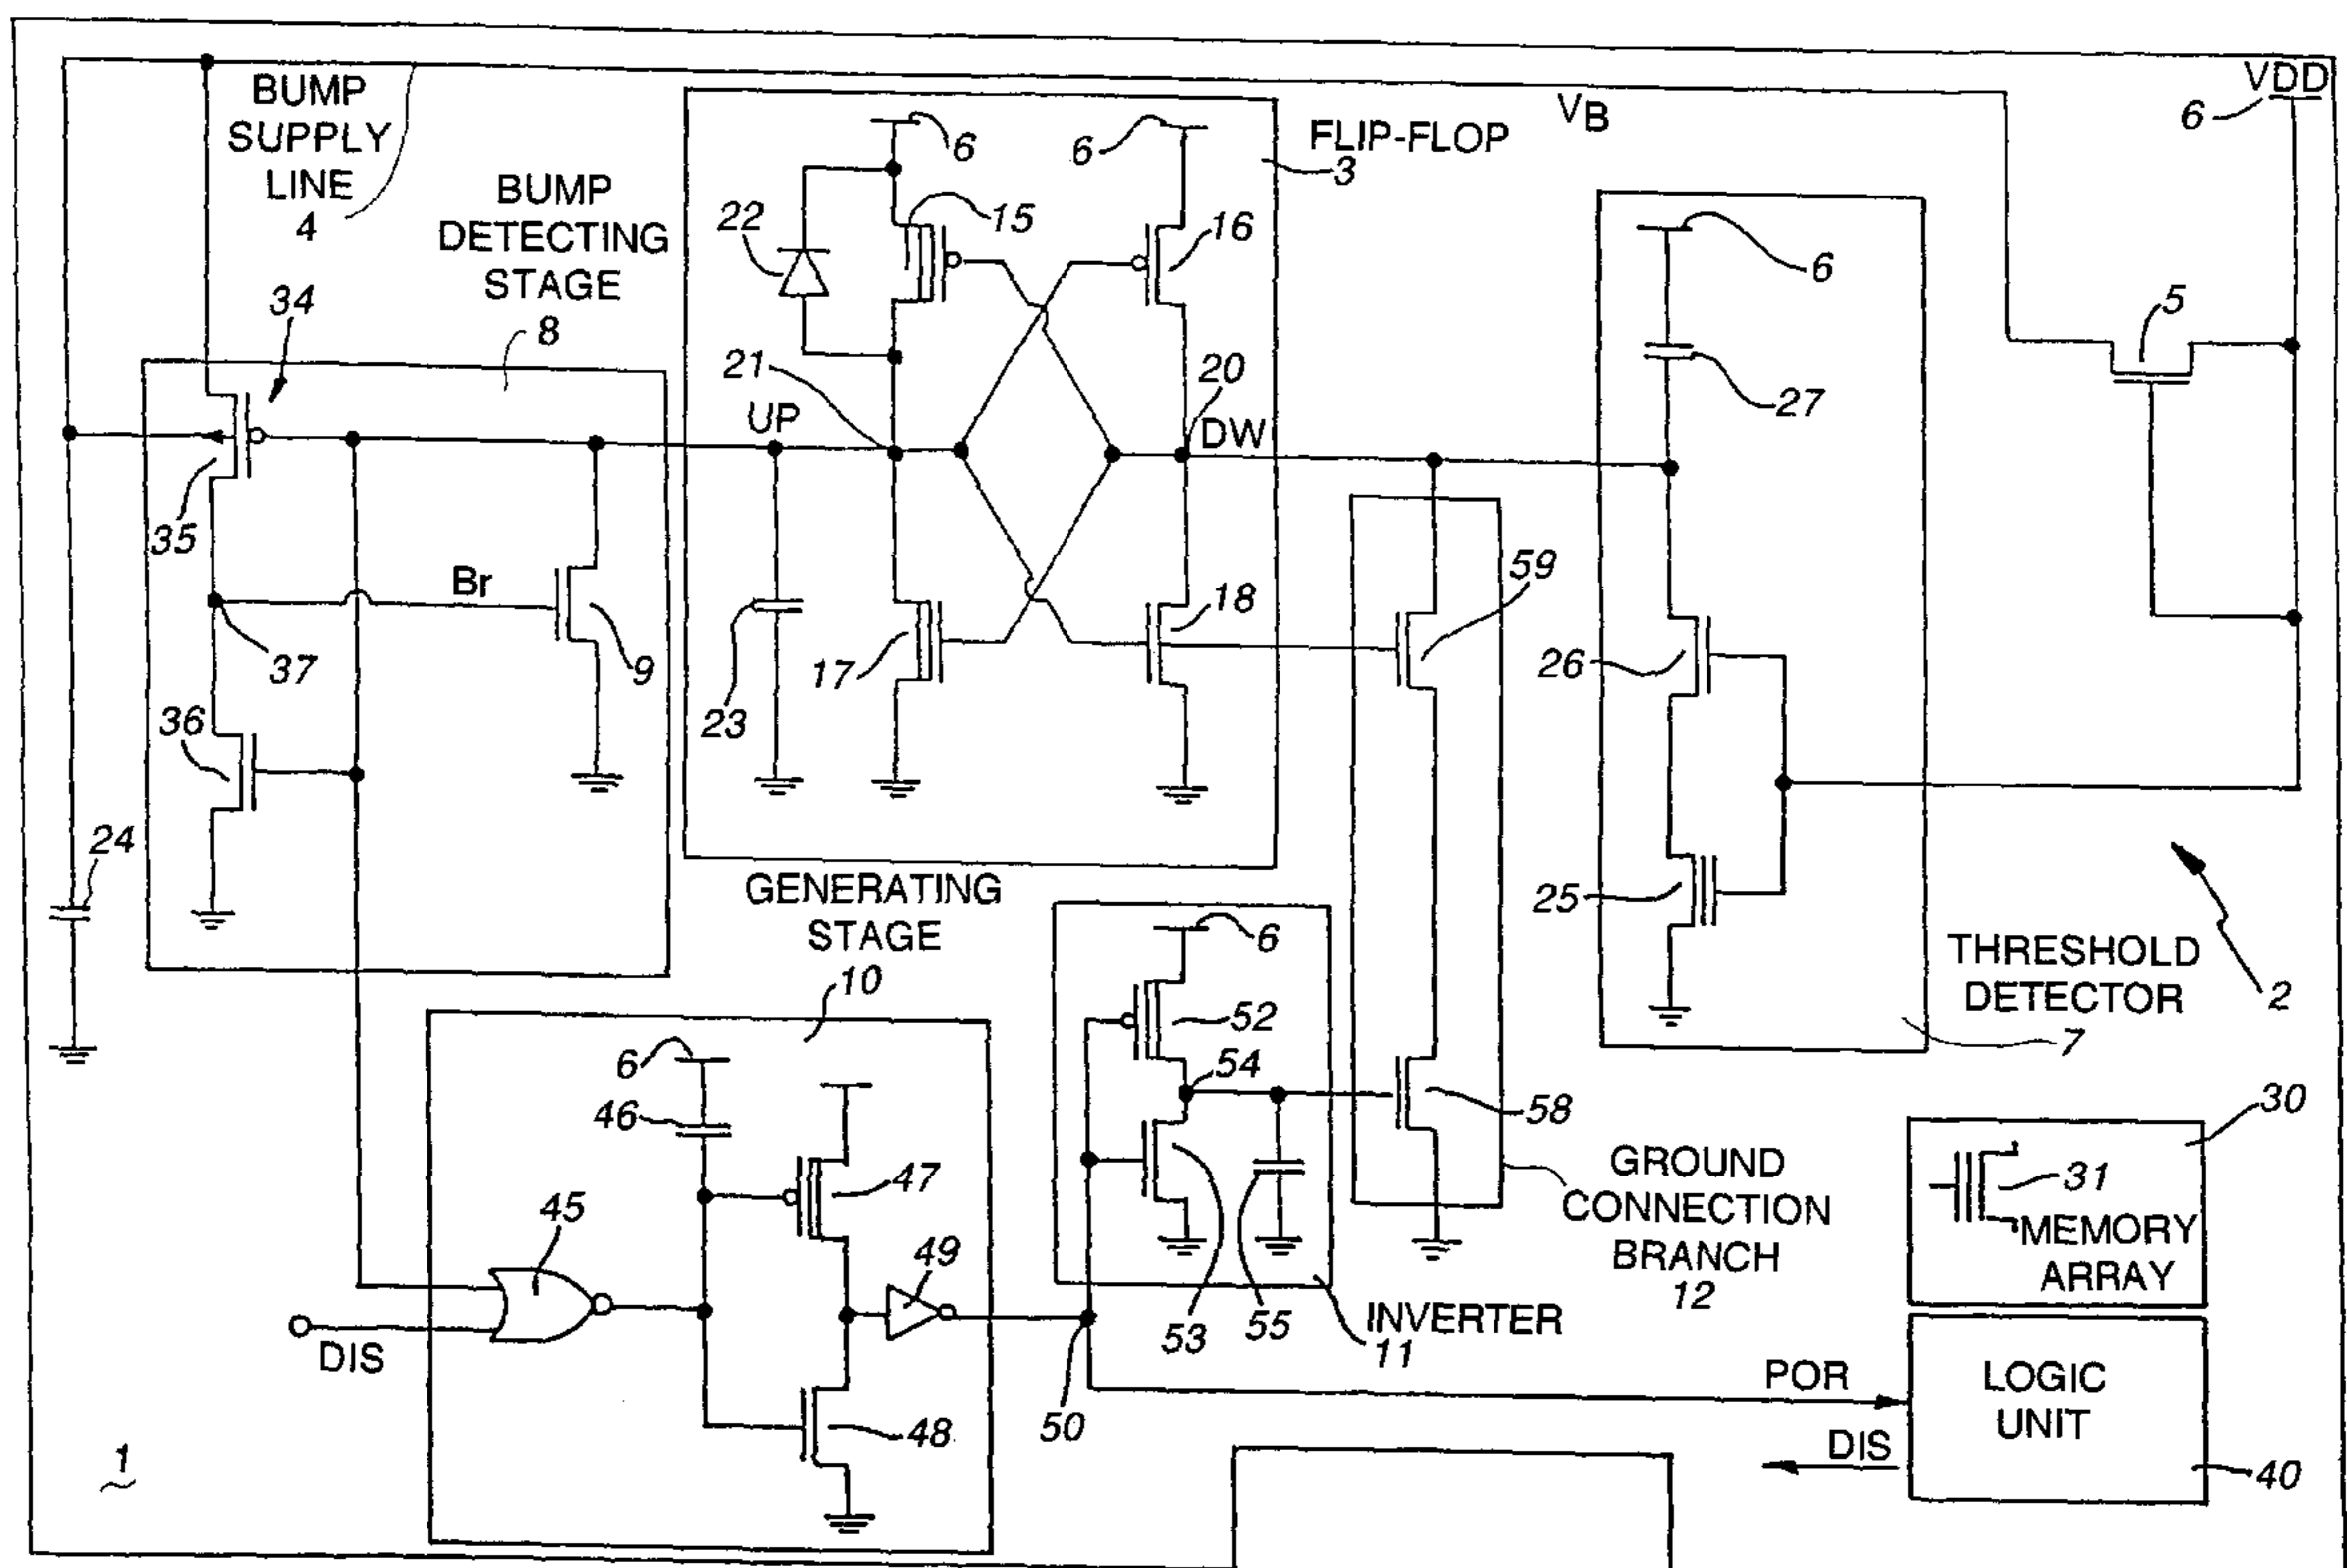 BUMP
SUPPLY
LINE
4
BUMP
DETECTING
STAGE
8
34
35
37
36
24
Br
9
UP
21
22
6
15
6
16
FLIP-FLOP
3
20
DW
23
17
18
VB
VDD
6
5
6
27
26
25
THRESHOLD
DETECTOR
7
2
59
58
GROUND
CONNECTION
BRANCH
12
GENERATING
STAGE
10
6
46
45
47
48
49
DIS
50
6
52
54
53
55
INVERTER
11
30
31
MEMORY
ARRAY
LOGIC
UNIT
40
POR
DIS
1